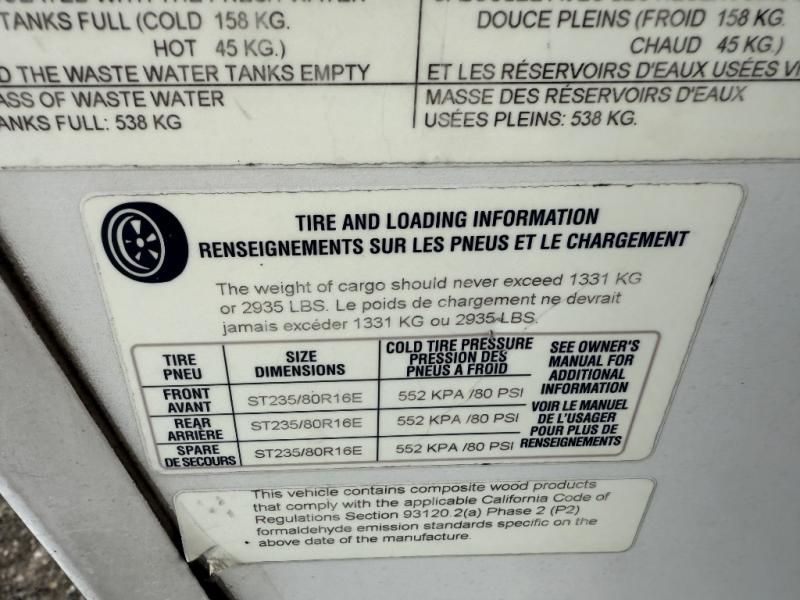 TANKS FULL (COLD 158 KG.
HOT 45 KG.)
THE WASTE WATER TANKS EMPTY
OF WASTE WATER
FULL: 538 KG
DOUCE PLEINS (FROID 158 KG.
CHAUD 45 KG.)
ET LES RÉSERVOIRS D'EAUX USÉES
MASSE DES RÉSERVOIRS D'EAUX
USÉES PLEINS: 538 KG.
TIRE AND LOADING INFORMATION
RENSEIGNEMENTS SUR LES PNEUS ET LE CHARGEMENT
The weight of cargo should never exceed 1331 KG
or 2935 LBS. Le poids de chargement ne devrait
jamais excéder 1331 KG ou 2935 LBS.
TIRE
PNEU
SIZE
DIMENSIONS
COLD TIRE PRESSURE
PRESSION DES
PNEUS A FROID
FRONT
AVANT
ST235/80R16E
552 KPA /80 PSI
REAR
ARRIÈRE
ST235/80R16E
552 KPA /80 PSI
SPARE
DE SECOURS
ST235/80R16E
552 KPA /80 PSI
SEE OWNER'S
MANUAL FOR
ADDITIONAL
INFORMATION
VOIR LE MANUEL
DE L'USAGER
POUR PLUS DE
RENSEIGNEMENTS
This vehicle contains composite wood products
that comply with the applicable California Code of
Regulations Section 93120.2(a) Phase 2 (P2)
formaldehyde emission standards specific on the
above date of the manufacture.